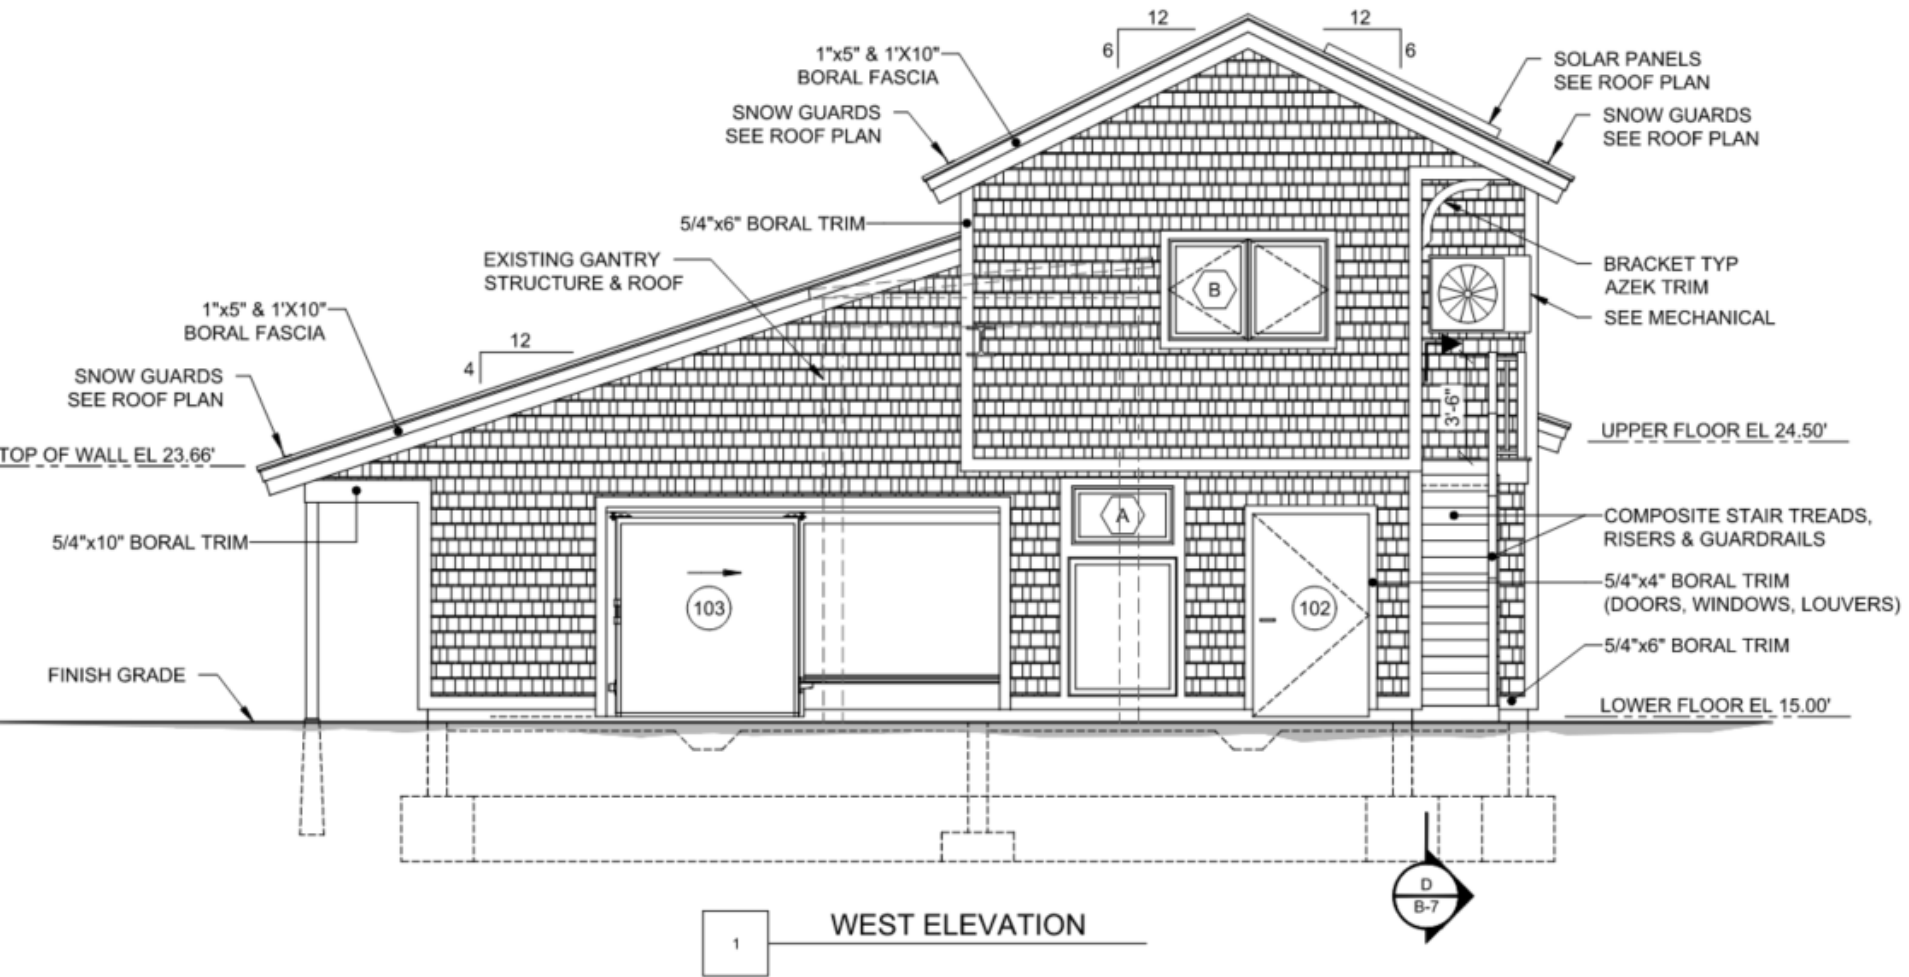 12
12
6
6
1"x5" & 1'X10"
BORAL FASCIA
SOLAR PANELS
SEE ROOF PLAN
SNOW GUARDS
SEE ROOF PLAN
SNOW GUARDS
SEE ROOF PLAN
5/4"x6" BORAL TRIM
EXISTING GANTRY
STRUCTURE & ROOF
BRACKET TYP
AZEK TRIM
B
1"x5" & 1'X10"
BORAL FASCIA
SEE MECHANICAL
12
4
SNOW GUARDS
SEE ROOF PLAN
3'-6"
UPPER FLOOR EL 24.50'
TOP OF WALL EL 23.66'
A
COMPOSITE STAIR TREADS,
RISERS & GUARDRAILS
5/4"x10" BORAL TRIM
5/4"x4" BORAL TRIM
(DOORS, WINDOWS, LOUVERS)
103
102
5/4"x6" BORAL TRIM
FINISH GRADE
LOWER FLOOR EL 15.00'
D
B-7
1
WEST ELEVATION